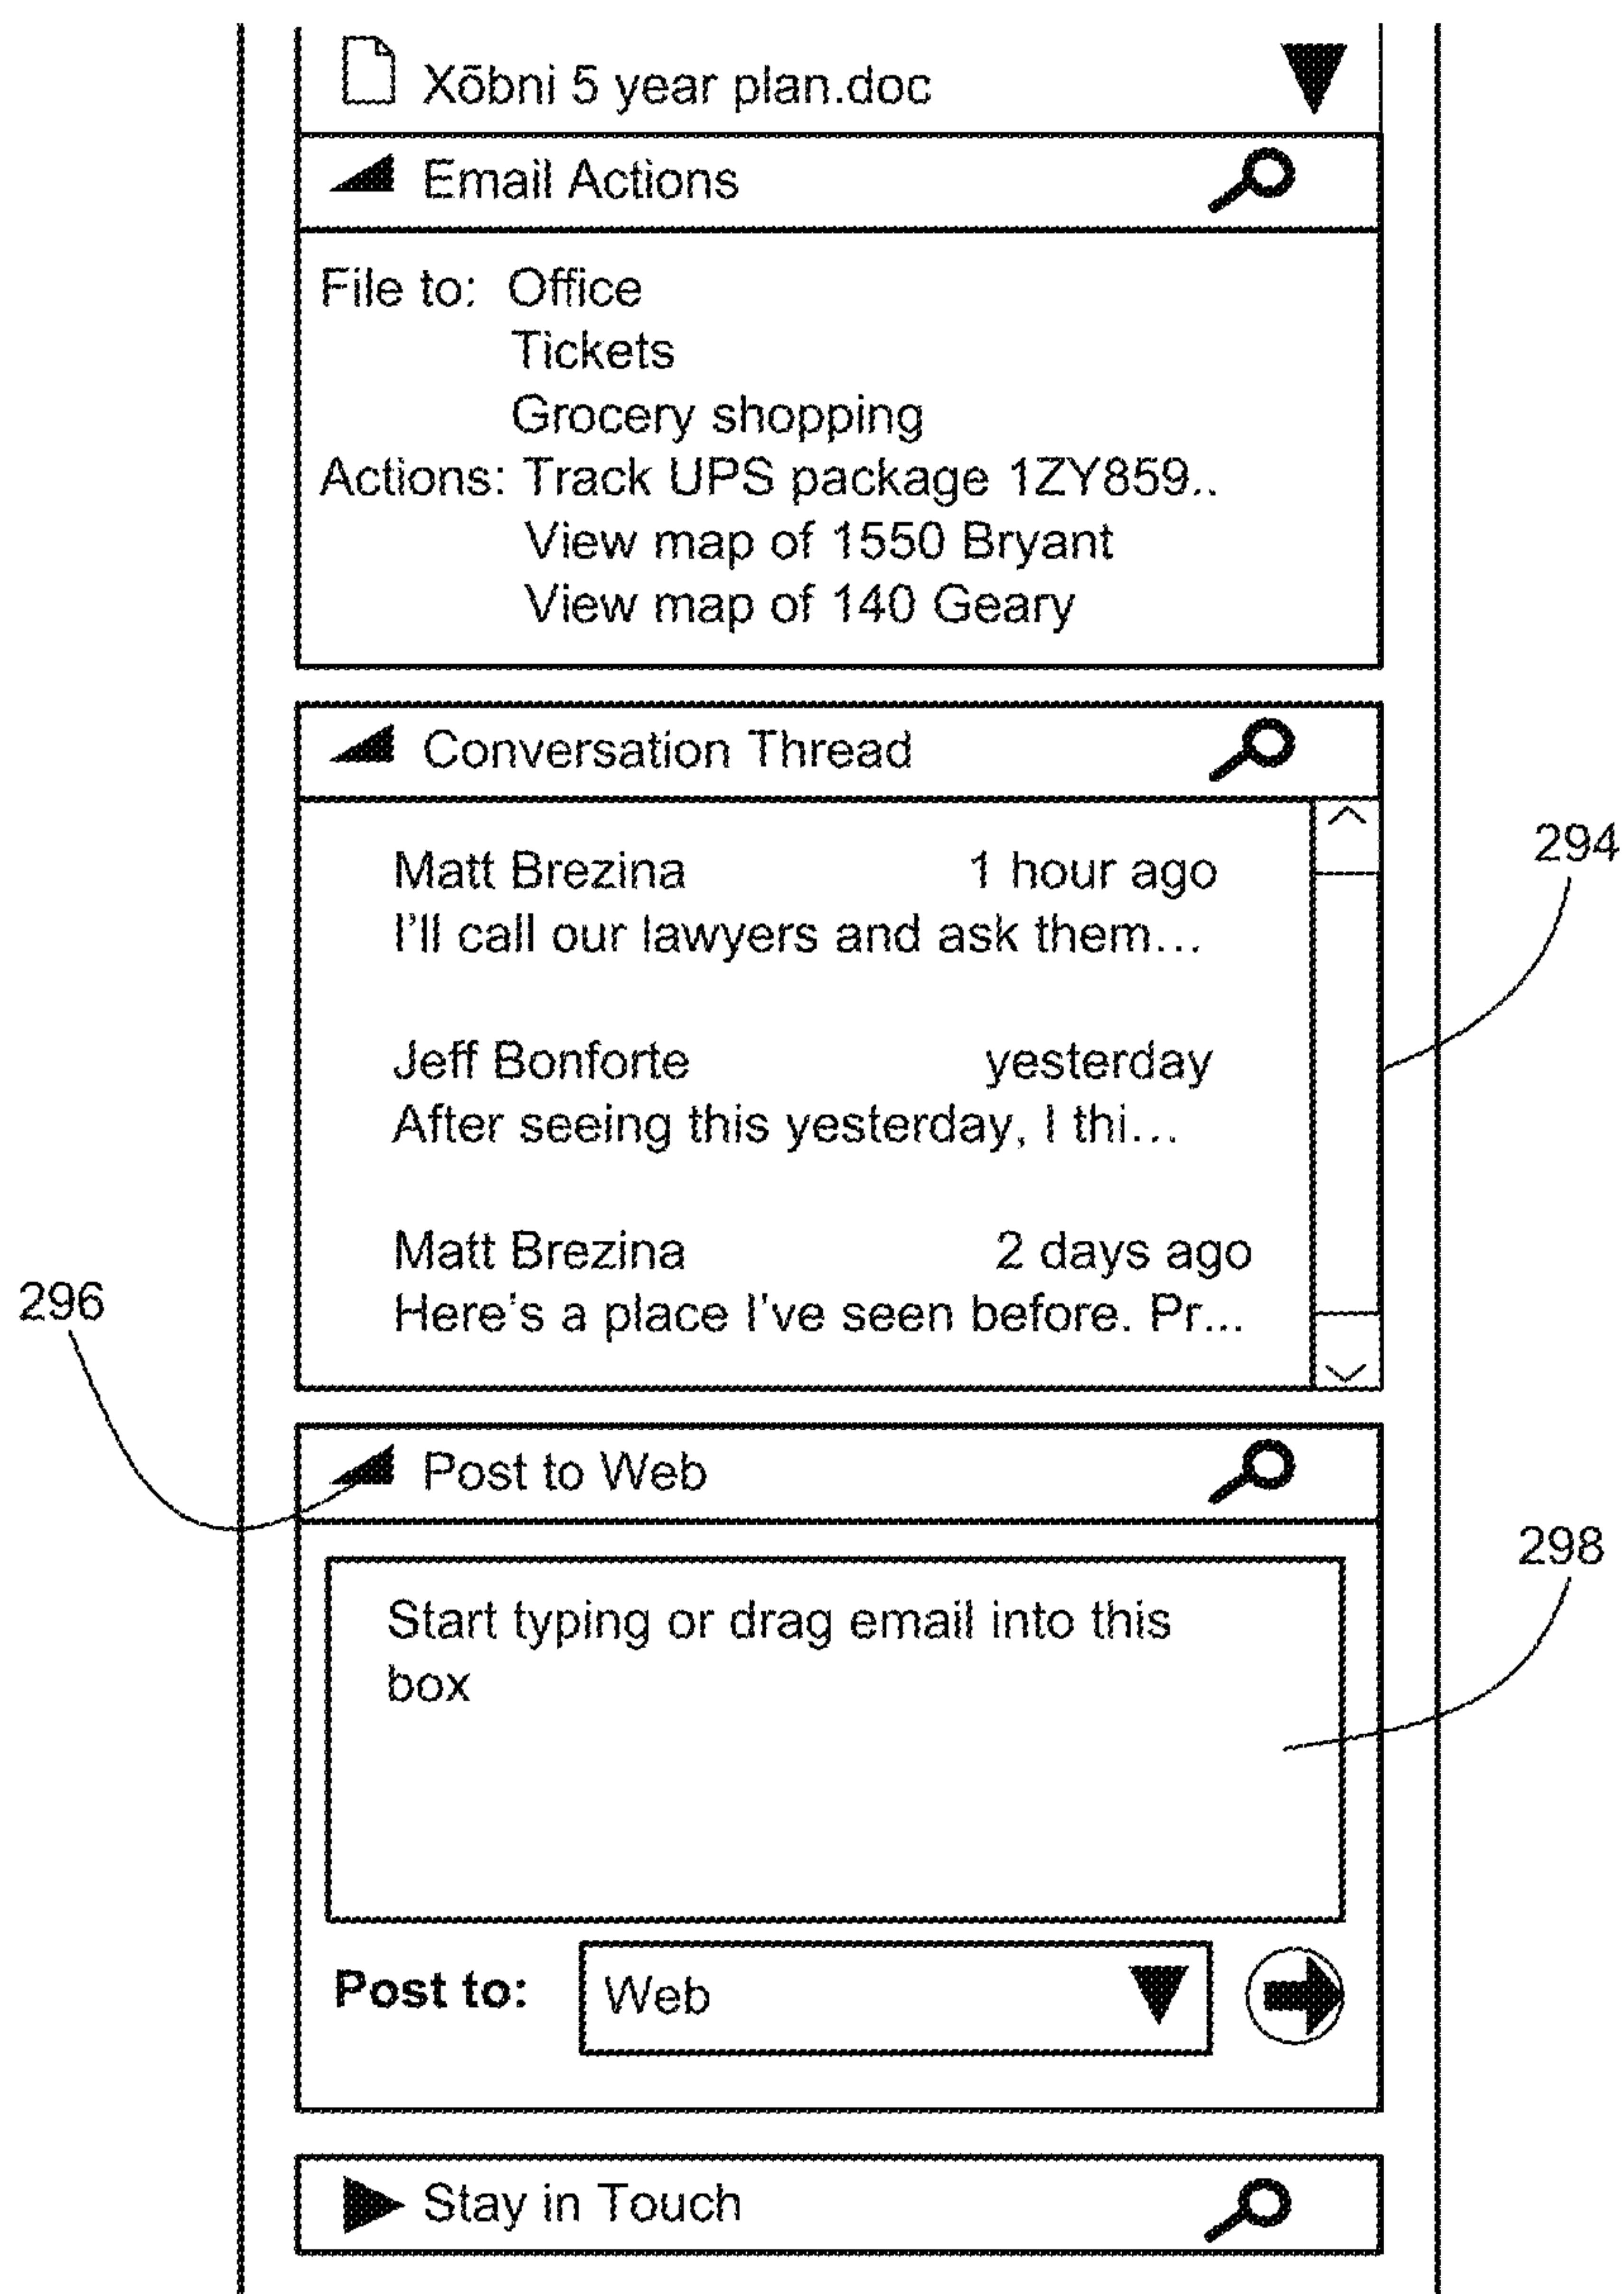 Xōbni 5 year plan.doc
Email Actions
File to: Office
Tickets
Grocery shopping
Actions: Track UPS package 1ZY859..
View map of 1550 Bryant
View map of 140 Geary
Conversation Thread
294
Matt Brezina 1 hour ago
I'll call our lawyers and ask them...
Jeff Bonforte yesterday
After seeing this yesterday, I thi...
Matt Brezina 2 days ago
296
Here's a place I've seen before. Pr...
Post to Web
298
Start typing or drag email into this
box
Post to: Web
Stay in Touch